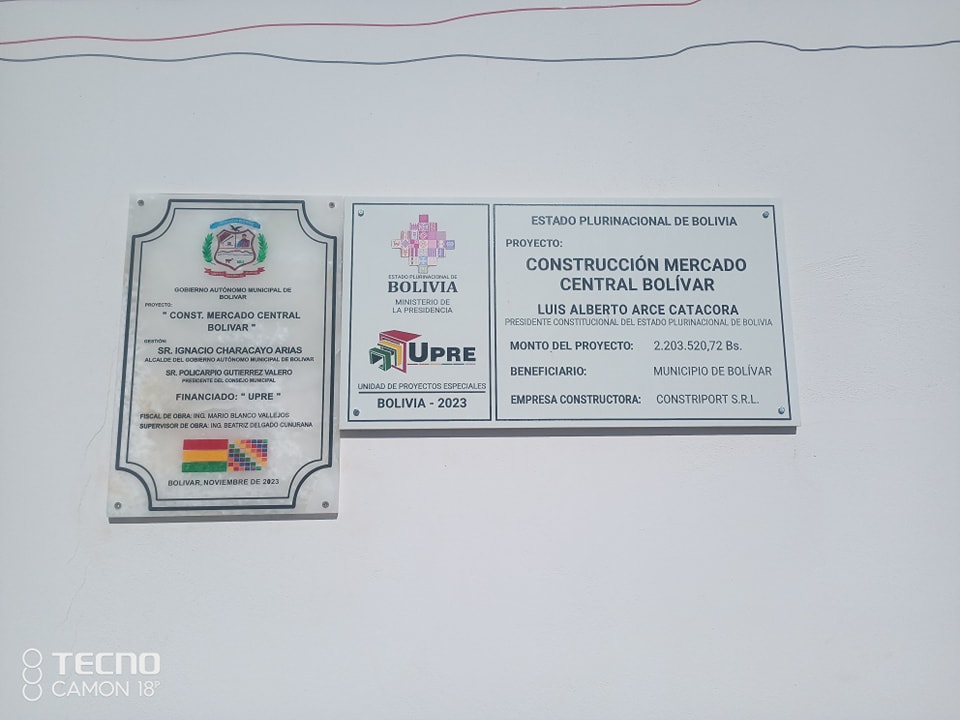 GOBIERNO AUTÓNOMO MUNICIPAL DE
BOLIVAR
PROYECTO:
" CONST. MERCADO CENTRAL
BOLIVAR "
GESTIÓN:
SR. IGNACIO CHARACAYO ARIAS
ALCALDE DEL GOBIERNO AUTÓNOMO MUNICIPAL DE BOLIVAR
SR. POLICARPIO GUTIERREZ VALERO
PRESIDENTE DEL CONSEJO MUNICIPAL
FINANCIADO: " UPRE "
FISCAL DE OBRA: ING. MARIO BLANCO VALLEJOS
SUPERVISOR DE OBRA: ING. BEATRIZ DELGADO CUNURANA
BOLIVAR, NOVIEMBRE DE 2023
ESTADO PLURINACIONAL DE
BOLIVIA
MINISTERIO DE
LA PRESIDENCIA
UPRE
UNIDAD DE PROYECTOS ESPECIALES
BOLIVIA - 2023
ESTADO PLURINACIONAL DE BOLIVIA
PROYECTO:
CONSTRUCCIÓN MERCADO
CENTRAL BOLÍVAR
LUIS ALBERTO ARCE CATACORA
PRESIDENTE CONSTITUCIONAL DEL ESTADO PLURINACIONAL DE BOLIVIA
MONTO DEL PROYECTO: 2.203.520,72 Bs.
BENEFICIARIO: MUNICIPIO DE BOLÍVAR
EMPRESA CONSTRUCTORA: CONSTRIPORT S.R.L.
TECNO
CAMON 18P